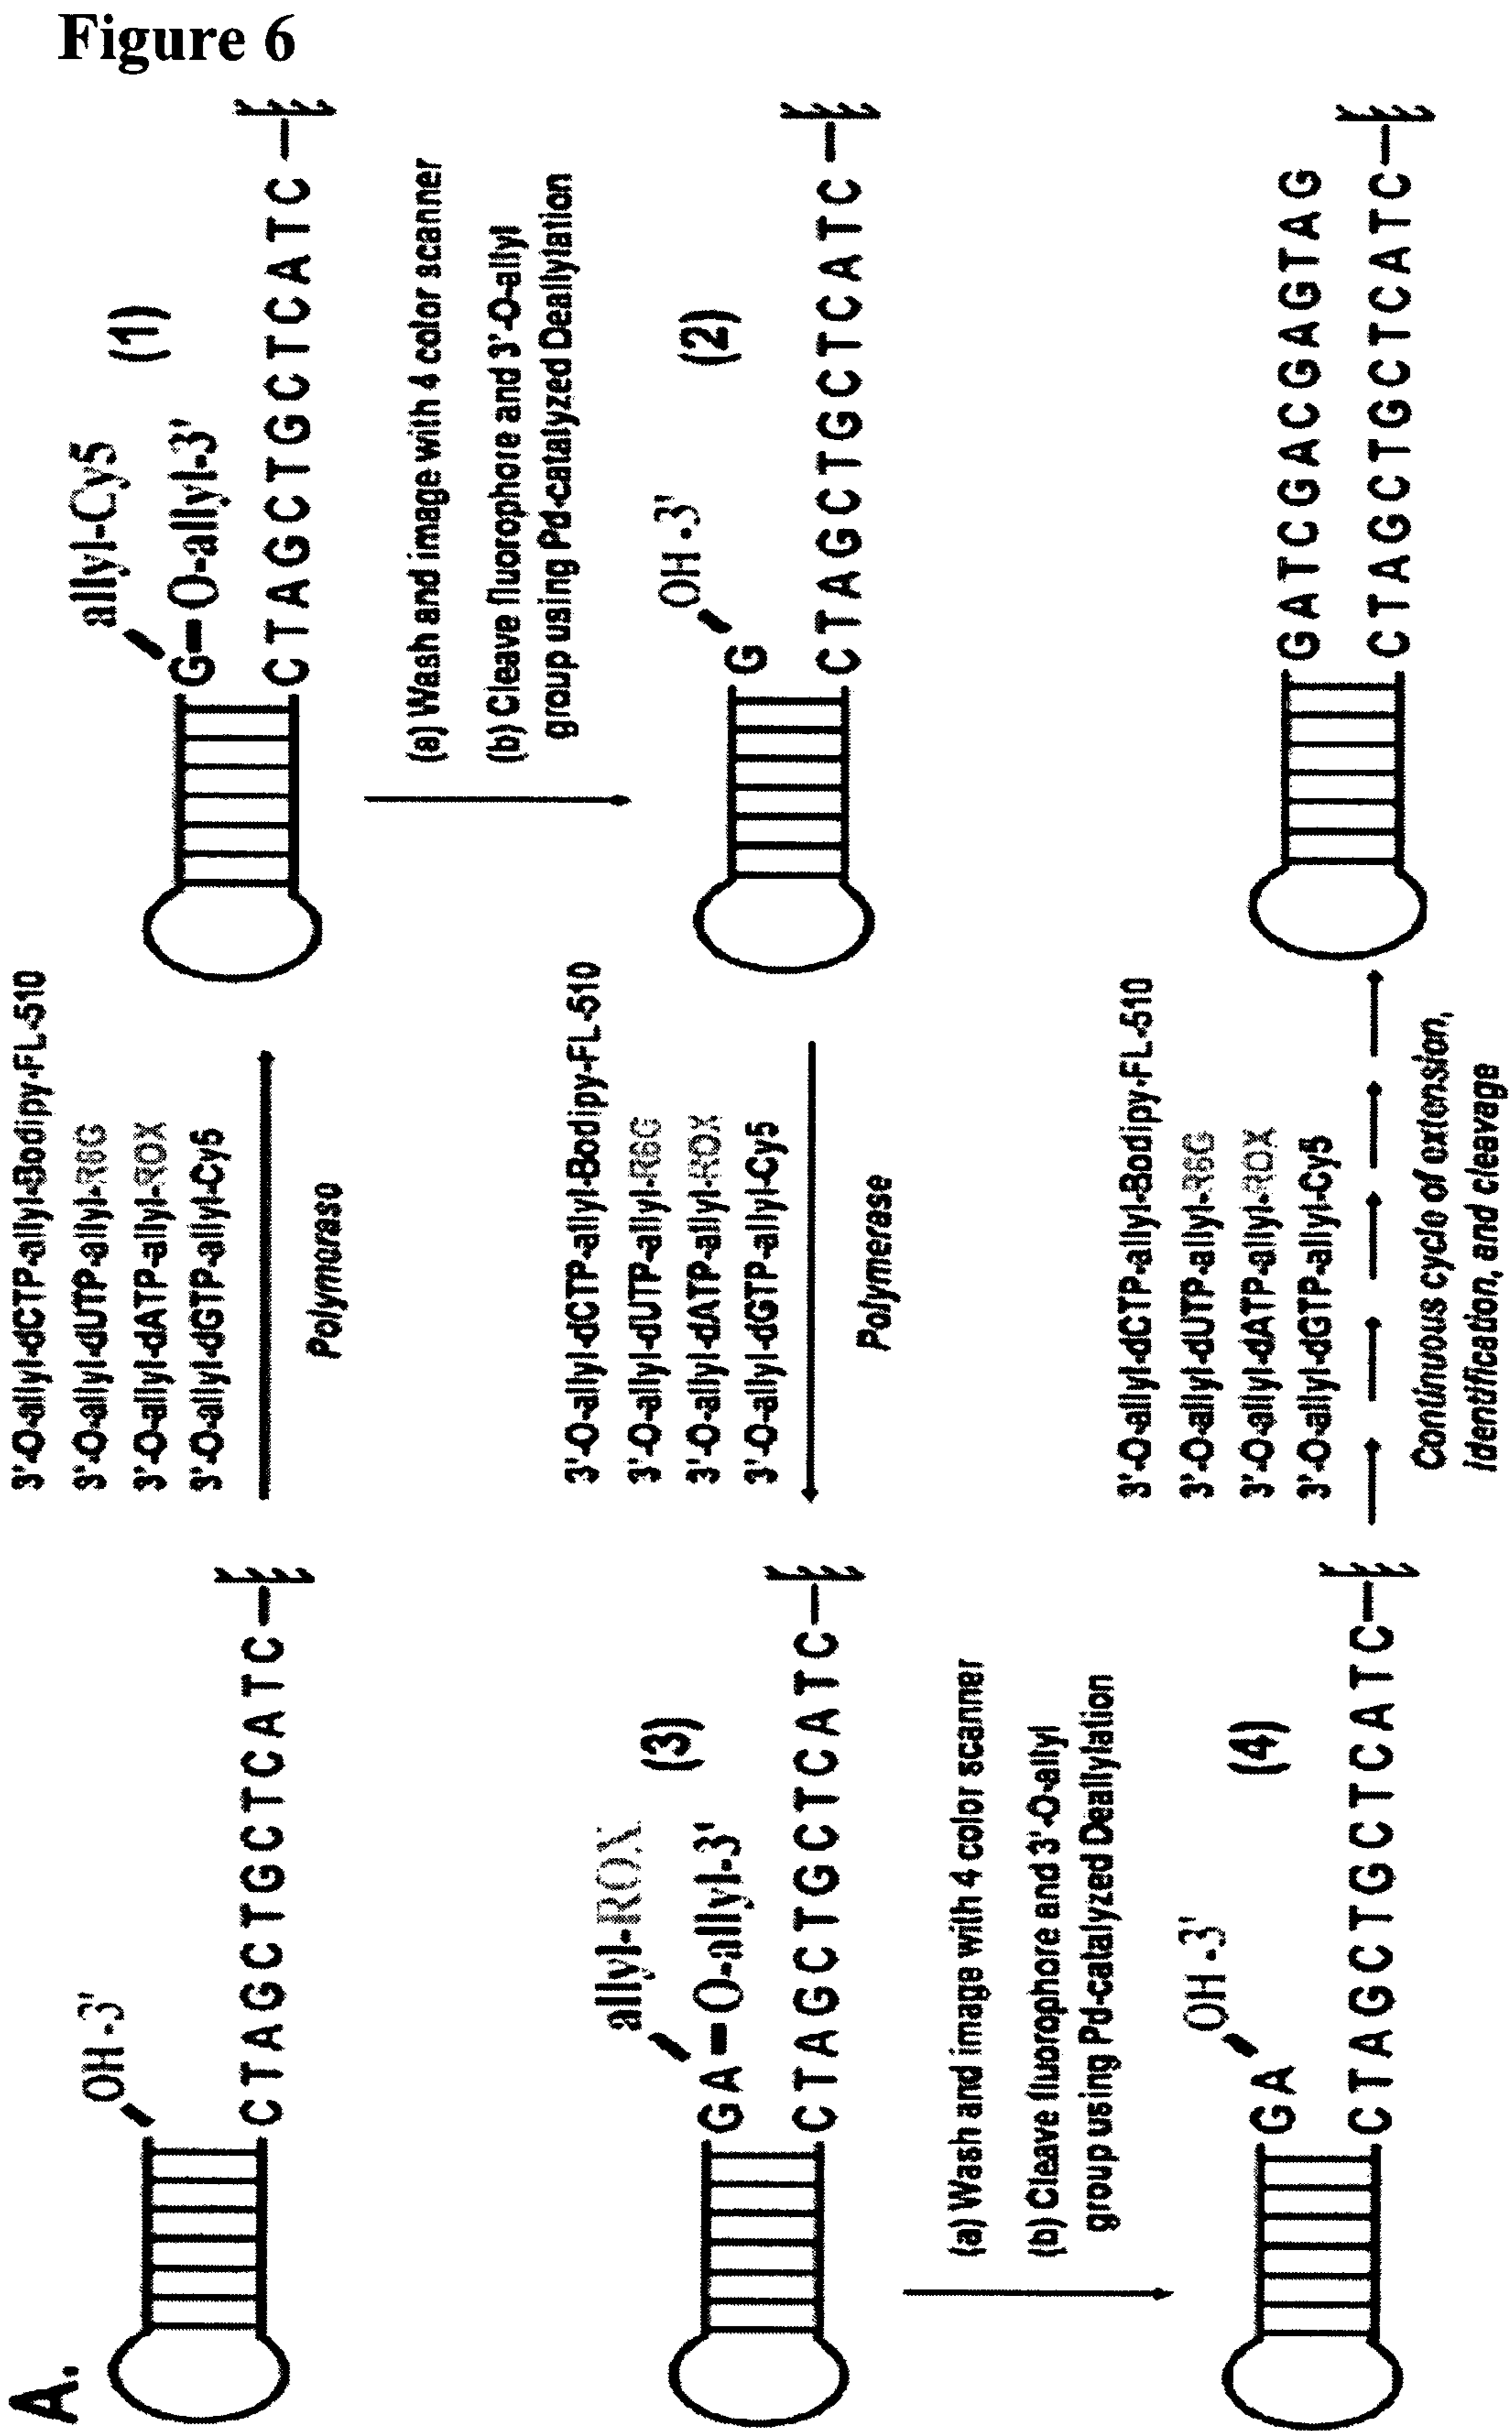 Figure 6
A.
OH-3'
CTAGCTGCTCATC
3'-O-allyl-dCTP-allyl-Bodipy-FL-510
3'-O-allyl-dUTP-allyl-R6G
3'-O-allyl-dATP-allyl-ROX
3'-O-allyl-dGTP-allyl-Cy5
Polymerase
allyl-Cy5
G-O-allyl-3'
(1)
CTAGCTGCTCATC
(a) Wash and image with 4 color scanner
(b) Cleave fluorophore and 3'-O-allyl
group using Pd-catalyzed Deallylation
OH-3'
G
(2)
CTAGCTGCTCATC
3'-O-allyl-dCTP-allyl-Bodipy-FL-510
3'-O-allyl-dUTP-allyl-R6G
3'-O-allyl-dATP-allyl-ROX
3'-O-allyl-dGTP-allyl-Cy5
Polymerase
allyl-ROX
GA-O-allyl-3'
(3)
CTAGCTGCTCATC
(a) Wash and image with 4 color scanner
(b) Cleave fluorophore and 3'-O-allyl
group using Pd-catalyzed Deallylation
OH-3'
GA
(4)
CTAGCTGCTCATC
3'-O-allyl-dCTP-allyl-Bodipy-FL-510
3'-O-allyl-dUTP-allyl-R6G
3'-O-allyl-dATP-allyl-ROX
3'-O-allyl-dGTP-allyl-Cy5
Continuous cycle of extension,
identification, and cleavage
GATCGACGAGTAG
CTAGCTGCTCATC